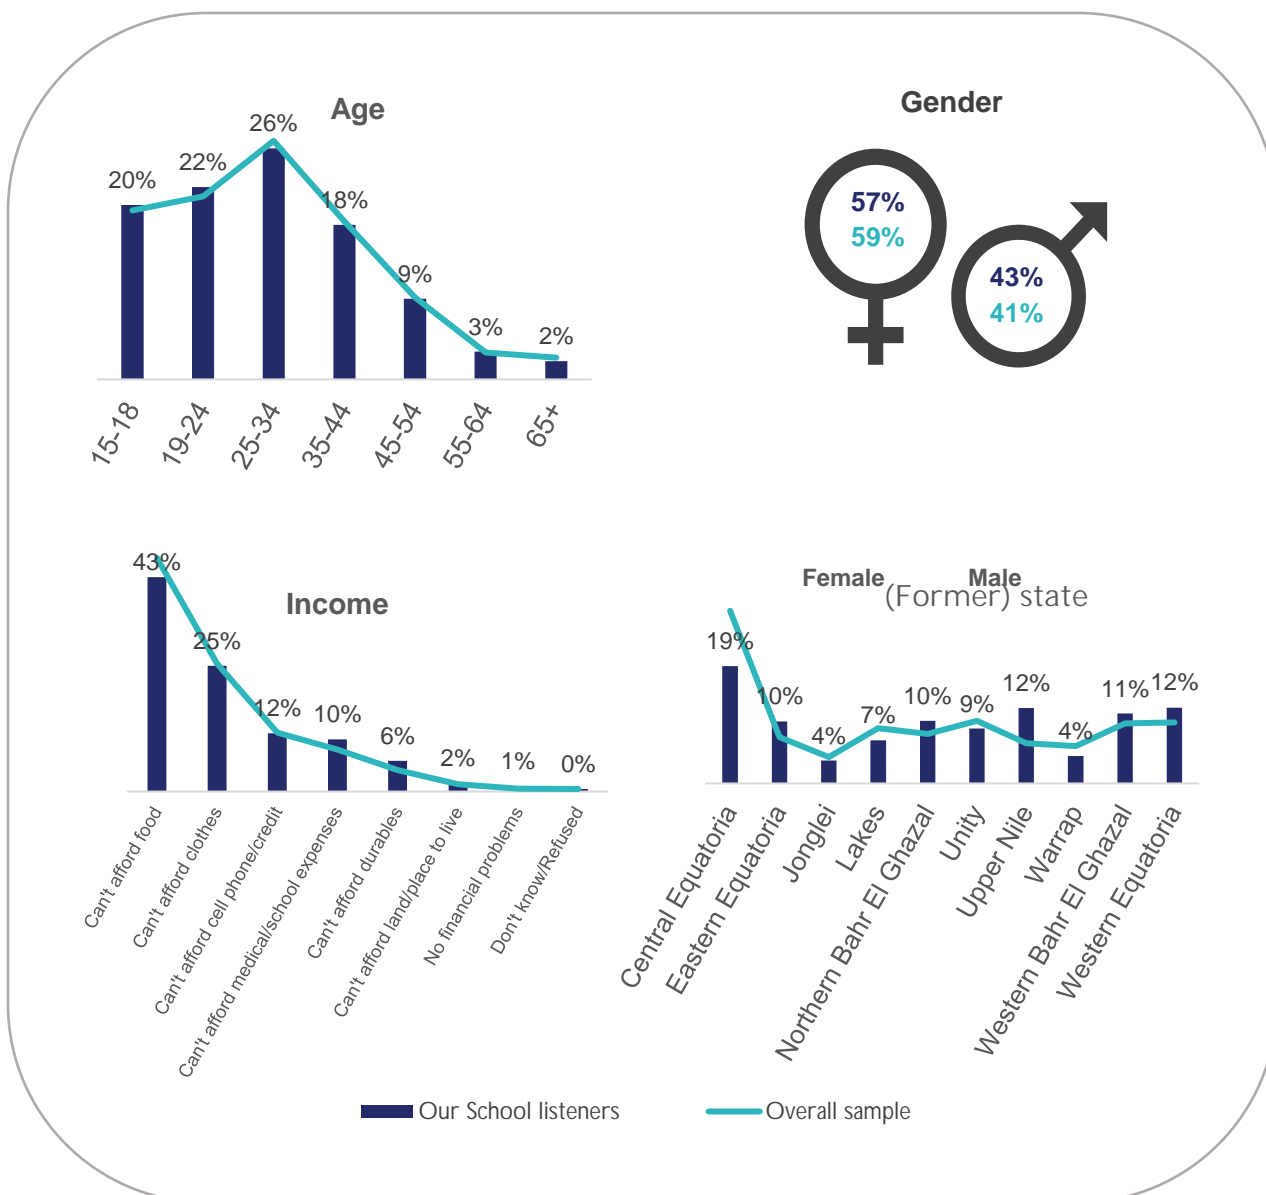 Age
20%
22%
26%
18%
9%
3%
2%
15-18
19-24
25-34
35-44
45-54
55-64
65+
Gender
57%
59%
43%
41%
Female
Male
Income
43%
25%
12%
10%
6%
2%
1%
0%
Can't afford food
Can't afford clothes
Can't afford cell phone/credit
Can't afford medical/school expenses
Can't afford durables
Can't afford land/place to live
No financial problems
Don't know/Refused
(Former) state
19%
10%
4%
7%
10%
9%
12%
4%
11%
12%
Central Equatoria
Eastern Equatoria
Jonglei
Lakes
Northern Bahr El Ghazal
Unity
Upper Nile
Warrap
Western Bahr El Ghazal
Western Equatoria
Our School listeners
Overall sample